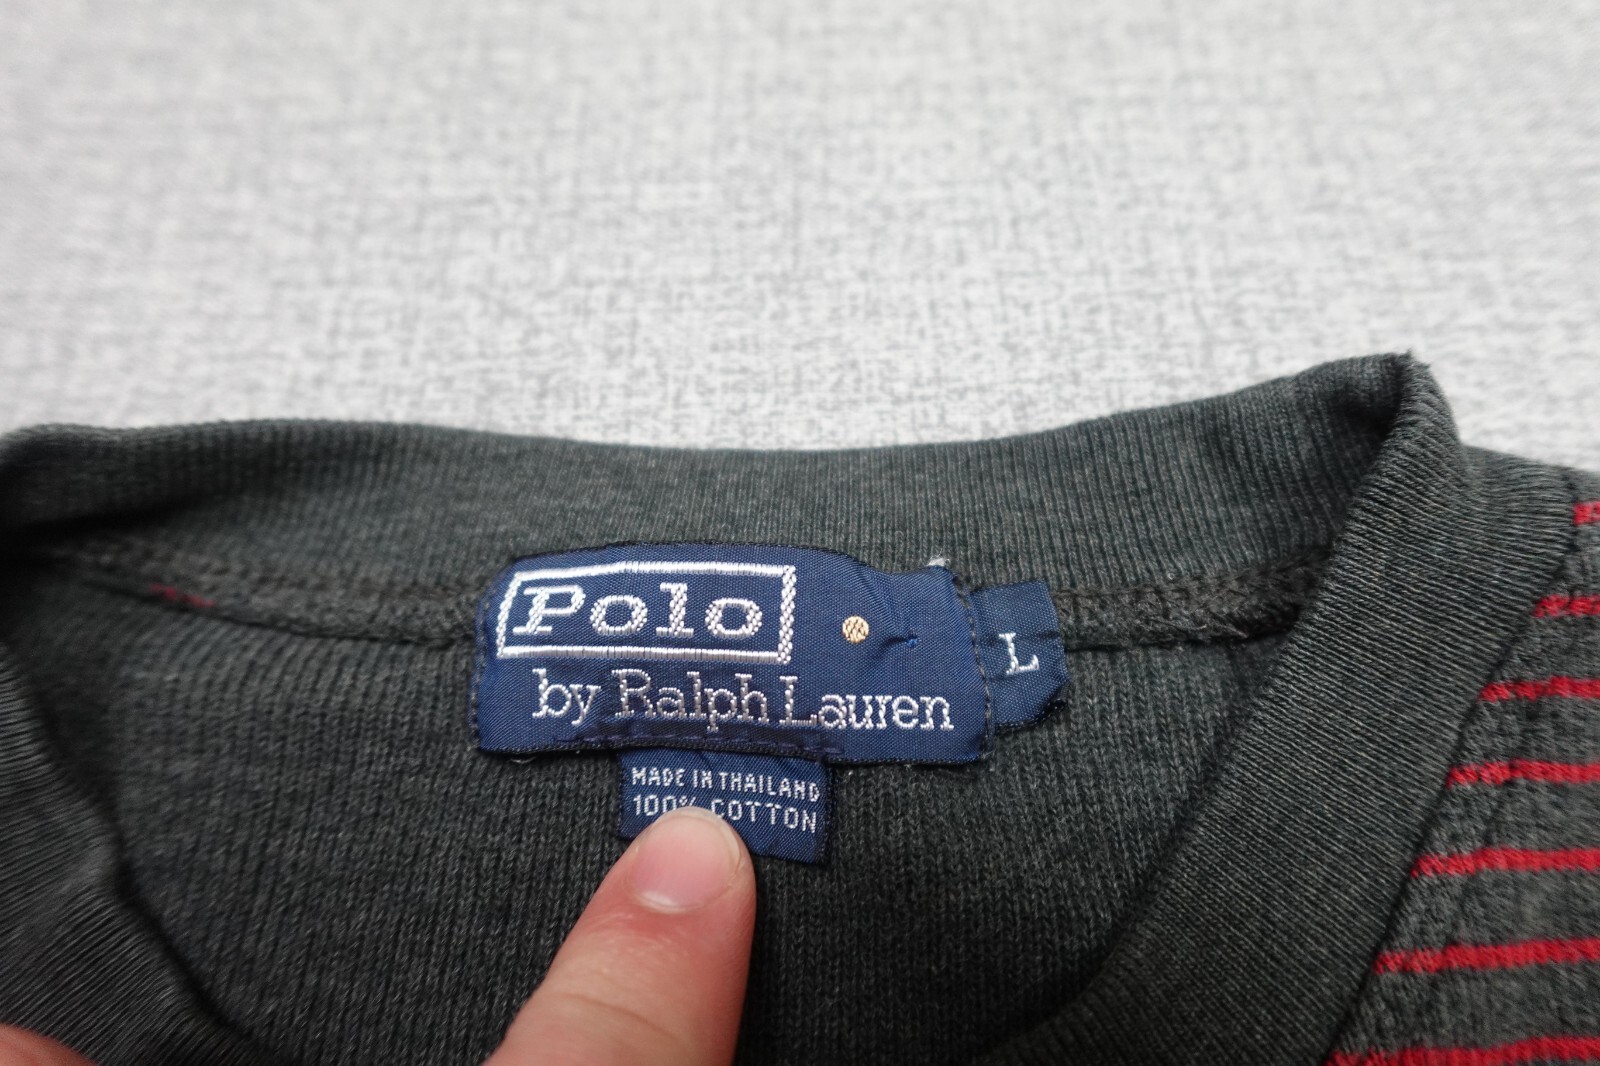 Polo
by Ralph Lauren
L
MADE IN THAILAND
100% COTTON